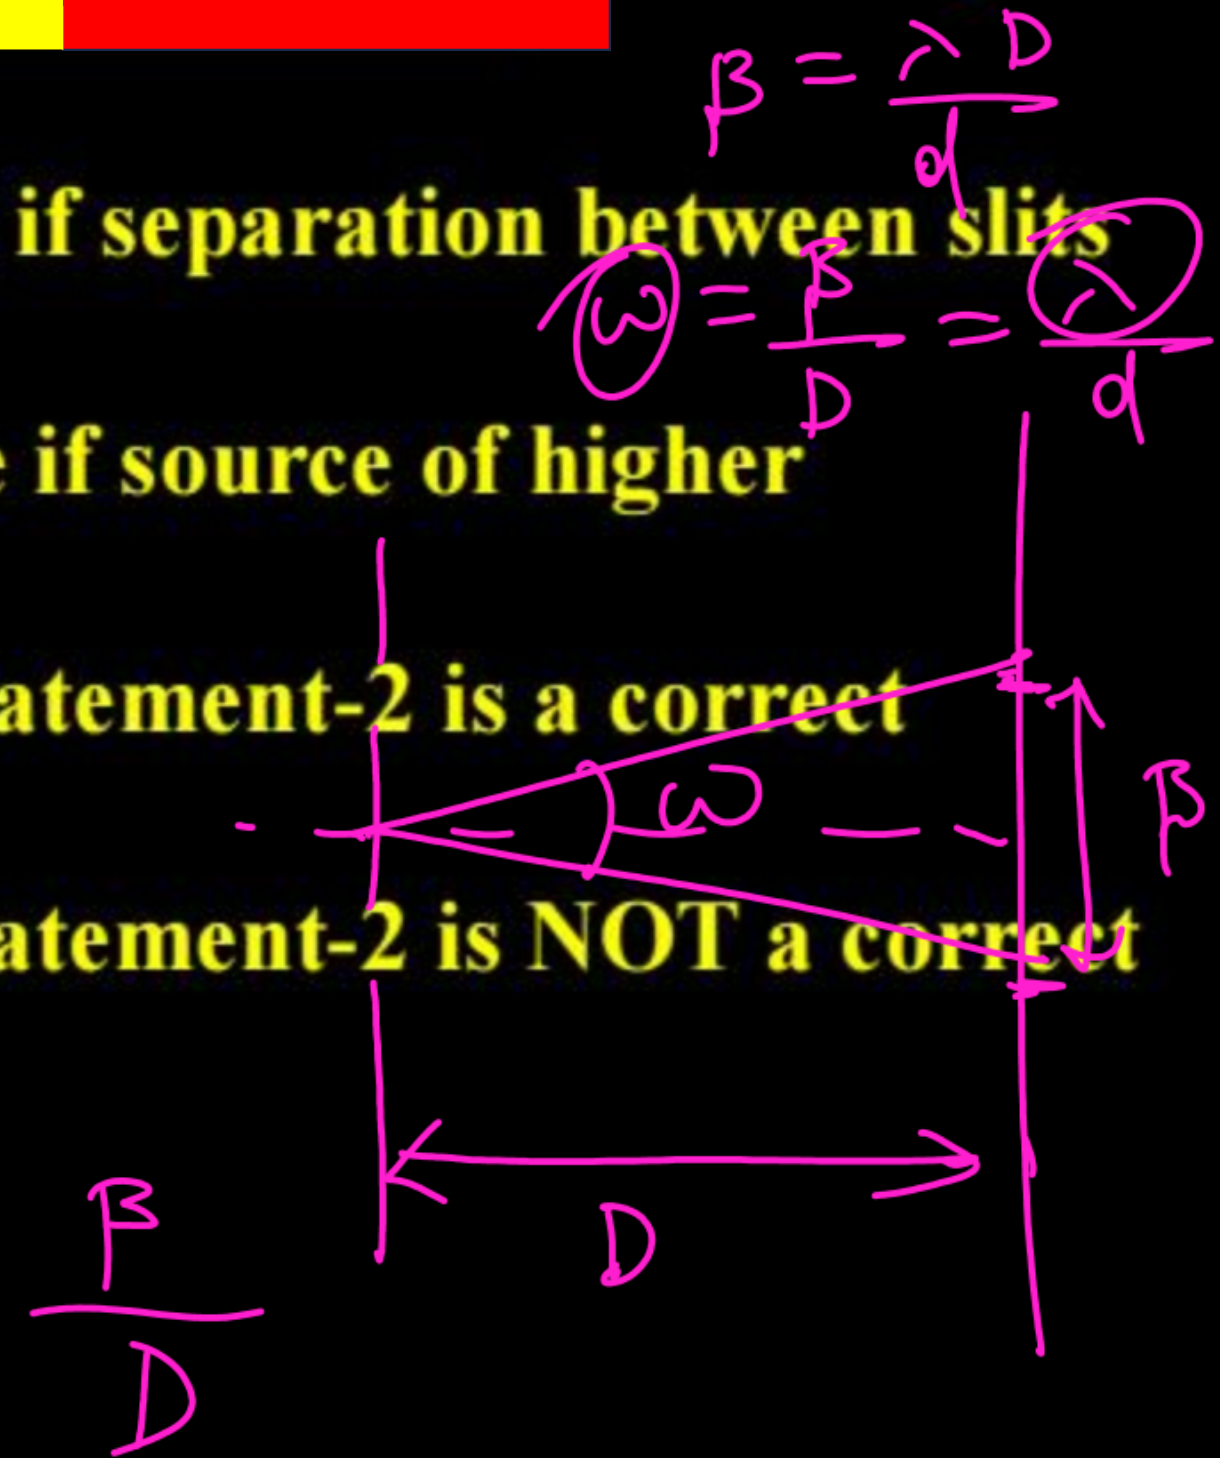 β = λD/d
if separation between slits
ω = β/D = λ/d
if source of higher
atement-2 is a correct
ω
β
atement-2 is NOT a correct
D
β/D